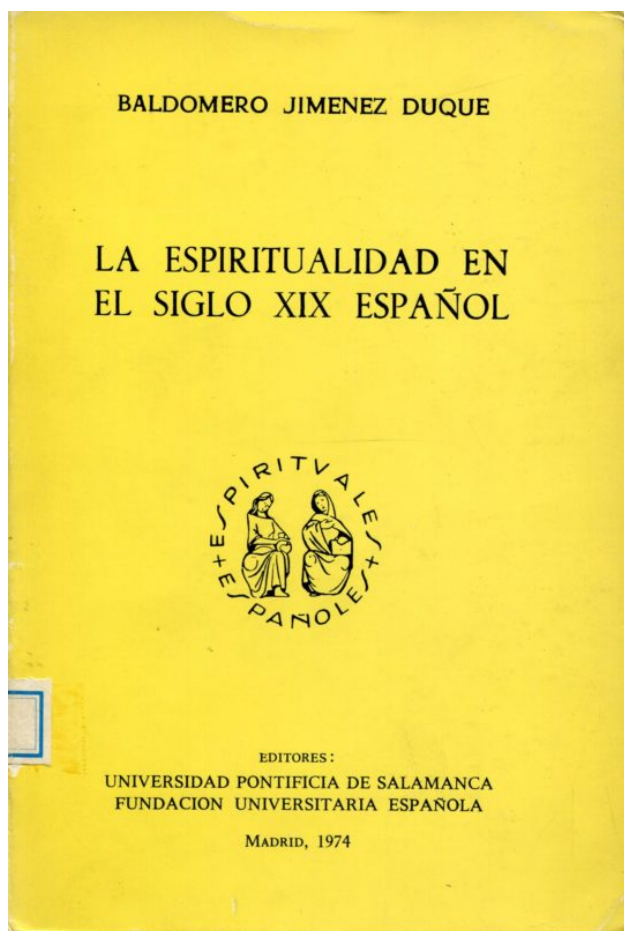 BALDOMERO JIMENEZ DUQUE
LA ESPIRITUALIDAD EN
EL SIGLO XIX ESPAÑOL
ESPIRITVALES
+ ESPAÑOLES +
EDITORES:
UNIVERSIDAD PONTIFICIA DE SALAMANCA
FUNDACION UNIVERSITARIA ESPAÑOLA
MADRID, 1974